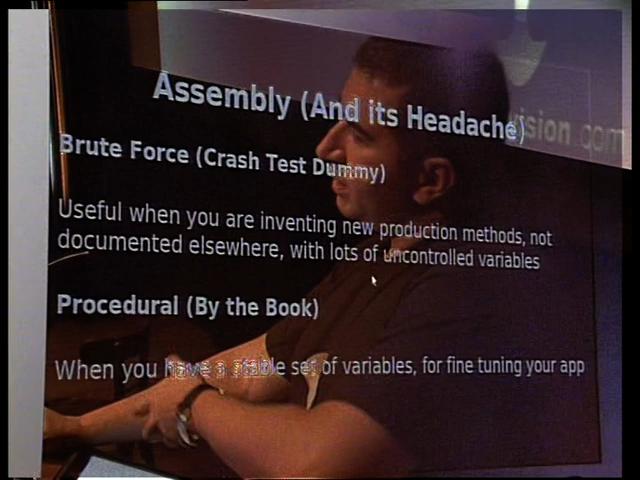 Assembly (And its Headache)
vision com
Brute Force (Crash Test Dummy)
Useful when you are inventing new production methods, not
documented elsewhere, with lots of uncontrolled variables
Procedural (By the Book)
When you have a stable set of variables, for fine tuning your app